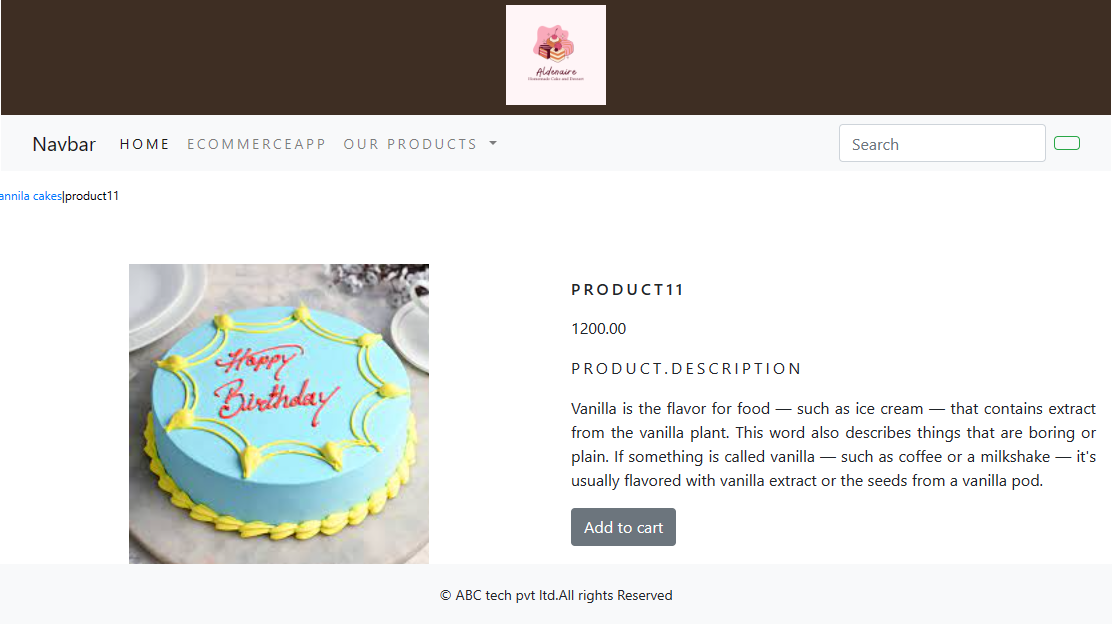 Aldenaire
Homemade Cake and Dessert
Navbar HOME ECOMMERCEAPP OUR PRODUCTS
Search
annila cakes|product11
Happy
Birthday
PRODUCT11
1200.00
PRODUCT.DESCRIPTION
Vanilla is the flavor for food — such as ice cream — that contains extract
from the vanilla plant. This word also describes things that are boring or
plain. If something is called vanilla — such as coffee or a milkshake — it's
usually flavored with vanilla extract or the seeds from a vanilla pod.
Add to cart
© ABC tech pvt ltd.All rights Reserved